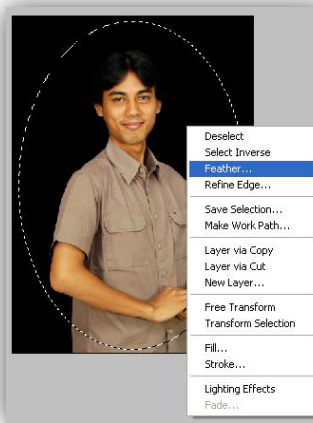 Deselect
Select Inverse
Feather...
Refine Edge...
Save Selection...
Make Work Path...
Layer via Copy
Layer via Cut
New Layer...
Free Transform
Transform Selection
Fill...
Stroke...
Lighting Effects
Fade...